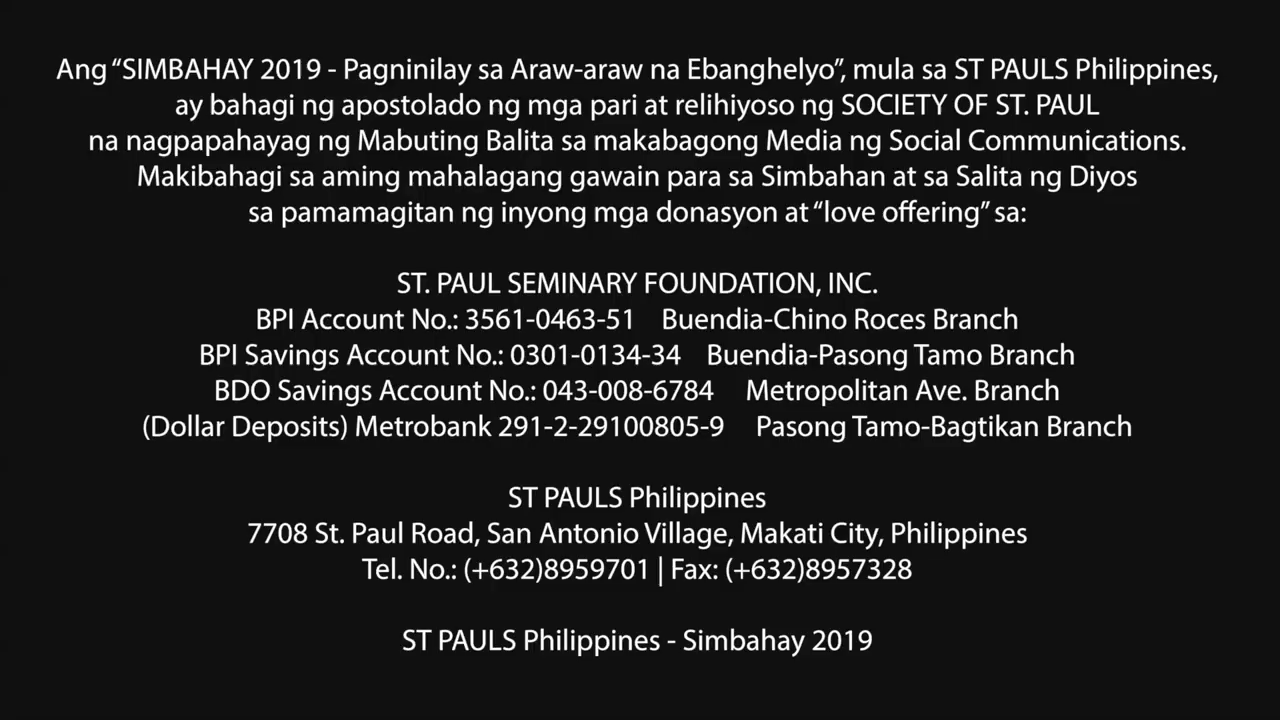 Ang “SIMBAHAY 2019 - Pagninilay sa Araw-araw na Ebanghelyo”, mula sa ST PAULS Philippines,
ay bahagi ng apostolado ng mga pari at relihiyoso ng SOCIETY OF ST. PAUL
na nagpapahayag ng Mabuting Balita sa makabagong Media ng Social Communications.
Makibahagi sa aming mahalagang gawain para sa Simbahan at sa Salita ng Diyos
sa pamamagitan ng inyong mga donasyon at “love offering” sa:
ST. PAUL SEMINARY FOUNDATION, INC.
BPI Account No.: 3561-0463-51 Buendia-Chino Roces Branch
BPI Savings Account No.: 0301-0134-34 Buendia-Pasong Tamo Branch
BDO Savings Account No.: 043-008-6784 Metropolitan Ave. Branch
(Dollar Deposits) Metrobank 291-2-29100805-9 Pasong Tamo-Bagtikan Branch
ST PAULS Philippines
7708 St. Paul Road, San Antonio Village, Makati City, Philippines
Tel. No.: (+632)8959701 | Fax: (+632)8957328
ST PAULS Philippines - Simbahay 2019